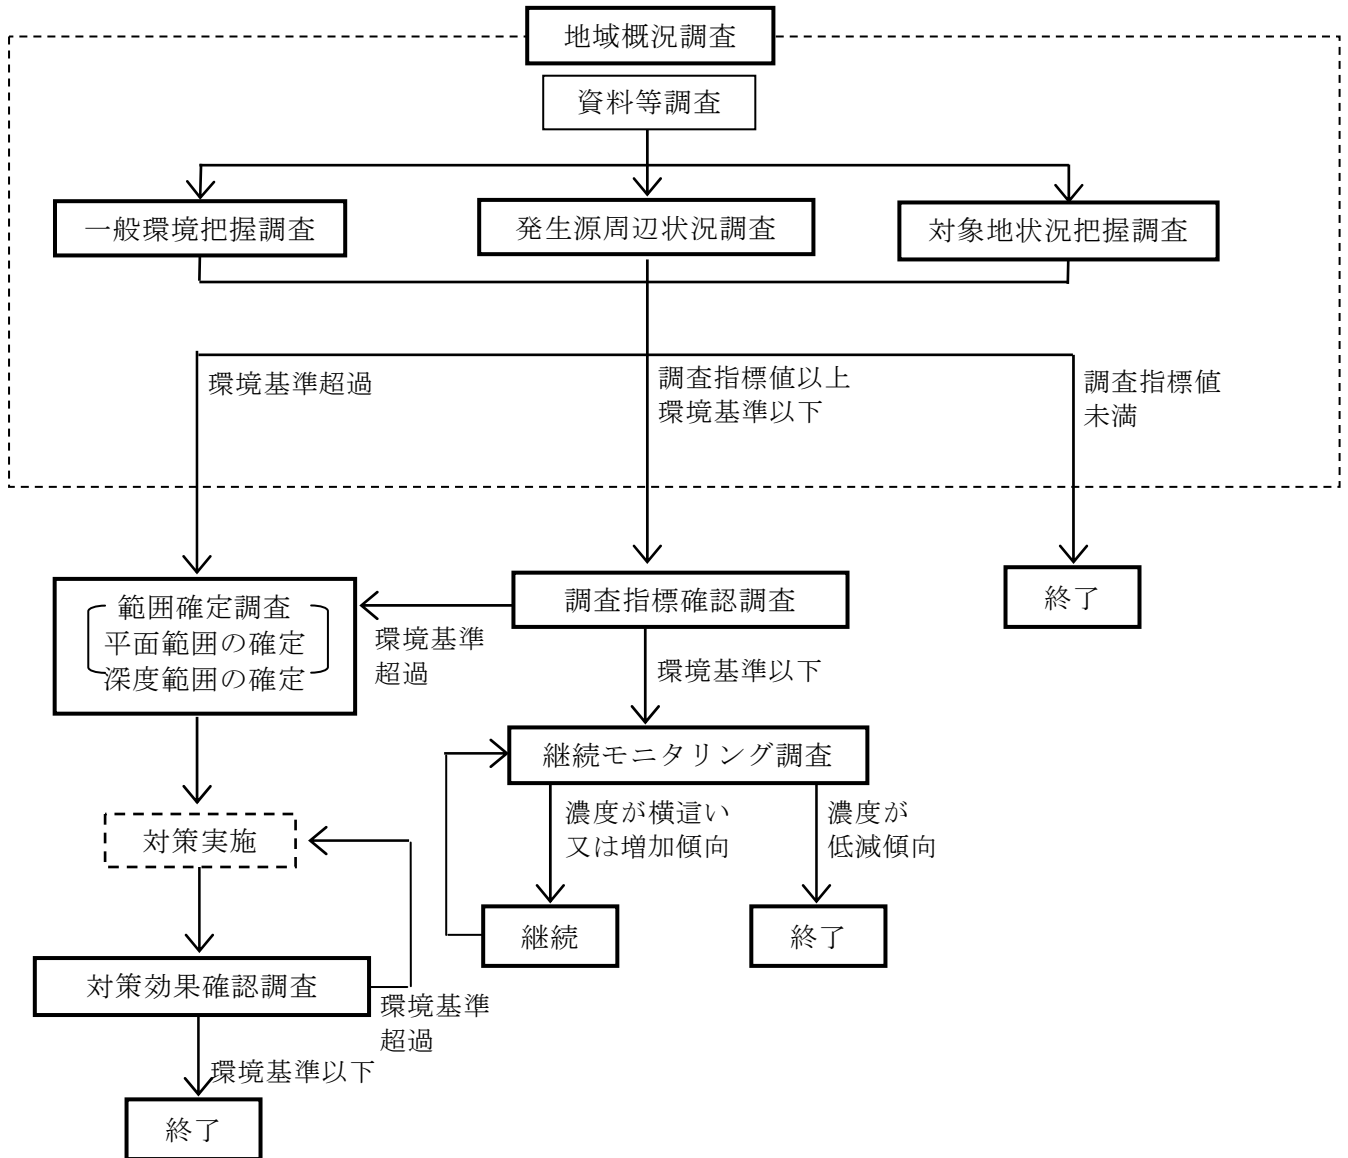 地域概況調査
資料等調査
一般環境把握調査
発生源周辺状況調査
対象地状況把握調査
環境基準超過
調査指標値以上
環境基準以下
調査指標値
未満
範囲確定調査
平面範囲の確定
深度範囲の確定
環境基準
超過
調査指標確認調査
終了
環境基準以下
継続モニタリング調査
対策実施
濃度が横這い
又は増加傾向
濃度が
低減傾向
継続
終了
対策効果確認調査
環境基準
超過
環境基準以下
終了